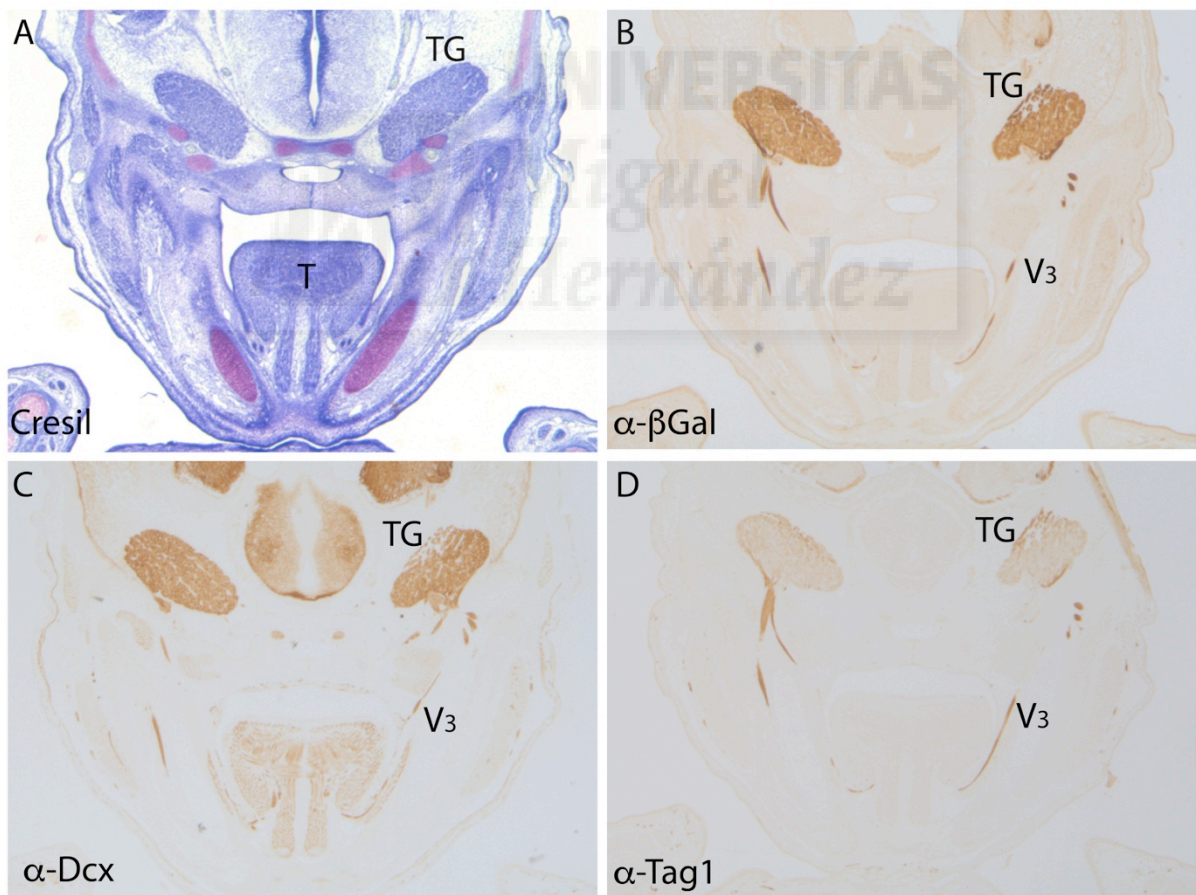 A
TG
T
Cresil
B
TG
V3
α-βGal
C
TG
V3
α-Dcx
D
TG
V3
α-Tag1
UNIVERSITAS
Miguel
Hernández